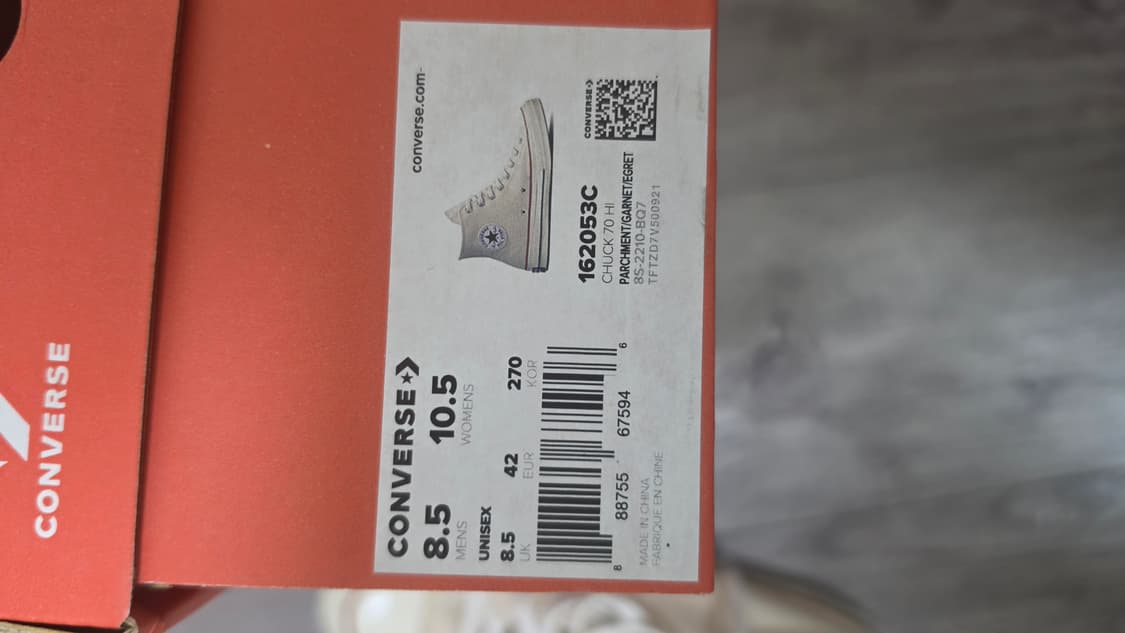 CONVERSE
CONVERSE
converse.com
8.5 10.5
MENS WOMENS
UNISEX
8.5 42 270
UK EUR KOR
8 88755 67594 6
MADE IN CHINA
FABRIQUE EN CHINE
CONVERSE
162053C
CHUCK 70 HI
PARCHMENT/GARNET/EGRET
8S-2210-BQ7
TFTZD7V500921